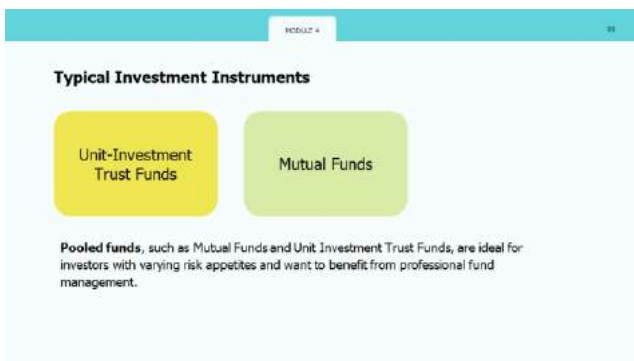 MODULE 4
Typical Investment Instruments
Unit-Investment
Trust Funds
Mutual Funds
Pooled funds, such as Mutual Funds and Unit Investment Trust Funds, are ideal for
investors with varying risk appetites and want to benefit from professional fund
management.